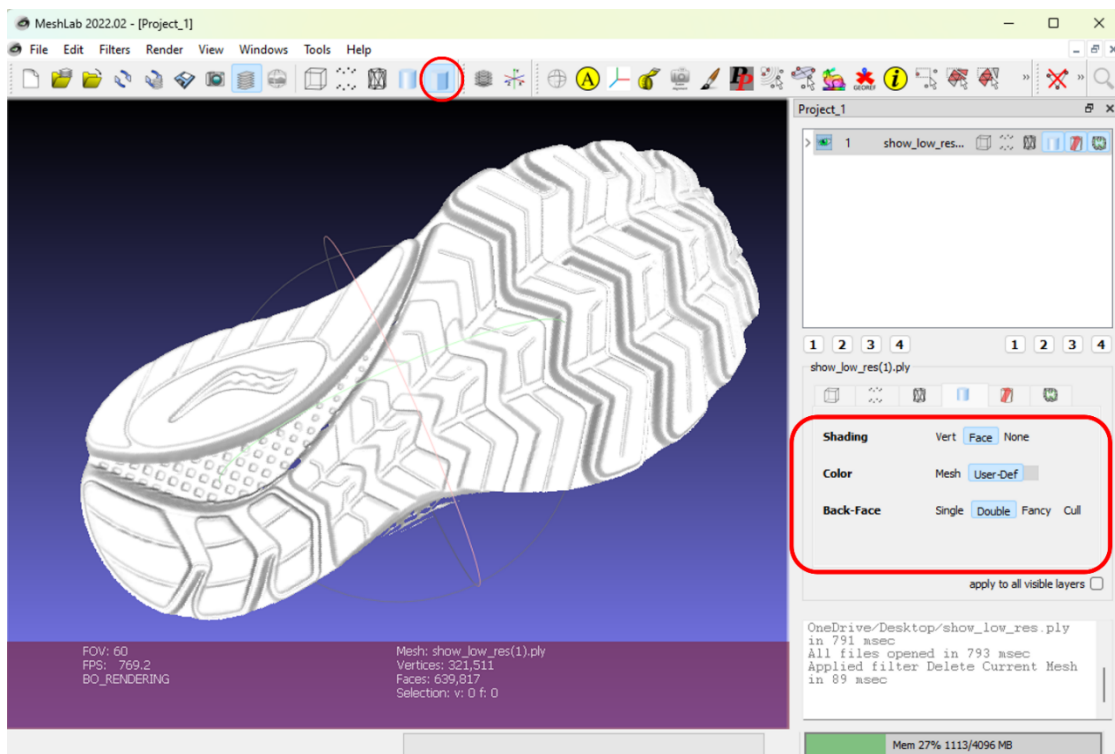 MeshLab 2022.02 - [Project_1]
File Edit Filters Render View Windows Tools Help
A
PP
GEOREF
i
»
»
Project_1
1 show_low_res...
1 2 3 4 1 2 3 4
show_low_res(1).ply
Shading Vert Face None
Color Mesh User-Def
Back-Face Single Double Fancy Cull
apply to all visible layers
OneDrive/Desktop/show_low_res.ply
in 791 msec
All files opened in 793 msec
Applied filter Delete Current Mesh
in 89 msec
FOV: 60
FPS: 769.2
BO_RENDERING
Mesh: show_low_res(1).ply
Vertices: 321,511
Faces: 639,817
Selection: v: 0 f: 0
Mem 27% 1113/4096 MB